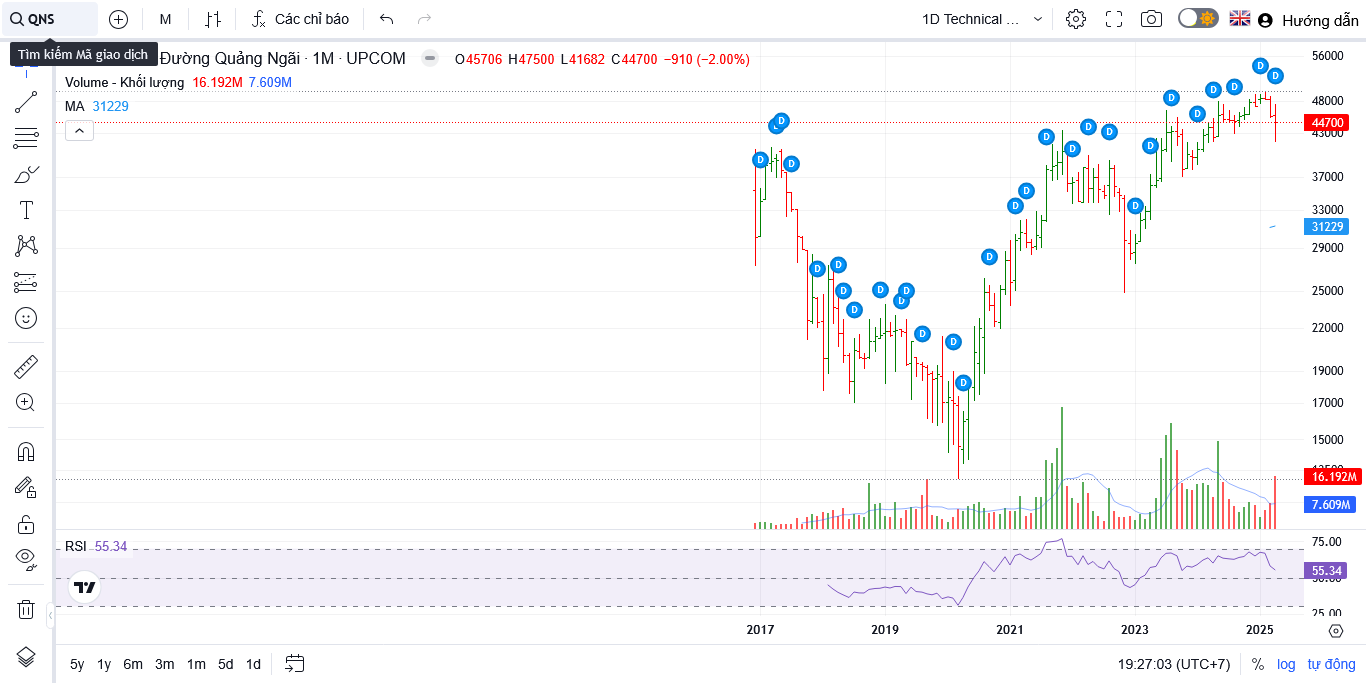 QNS
M
Các chỉ báo
1D Technical ...
Hướng dẫn
Tìm kiếm Mã giao dịch
Đường Quảng Ngãi · 1M · UPCOM
O45706 H47500 L41682 C44700 −910 (−2.00%)
Volume - Khối lượng 16.192M 7.609M
MA 31229
56000
48000
44700
43000
37000
33000
31229
29000
25000
22000
19000
17000
15000
16.192M
7.609M
D D D D D D D D D D D D D D D D D D D D D D D D D D D D D D
RSI 55.34
75.00
55.34
25.00
2017 2019 2021 2023 2025
5y 1y 6m 3m 1m 5d 1d
19:27:03 (UTC+7) % log tự động